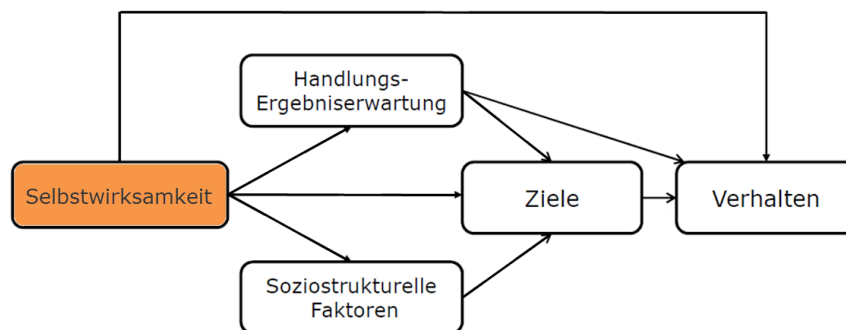 Handlungs-
Ergebniserwartung
Selbstwirksamkeit
Ziele
Verhalten
Soziostrukturelle
Faktoren